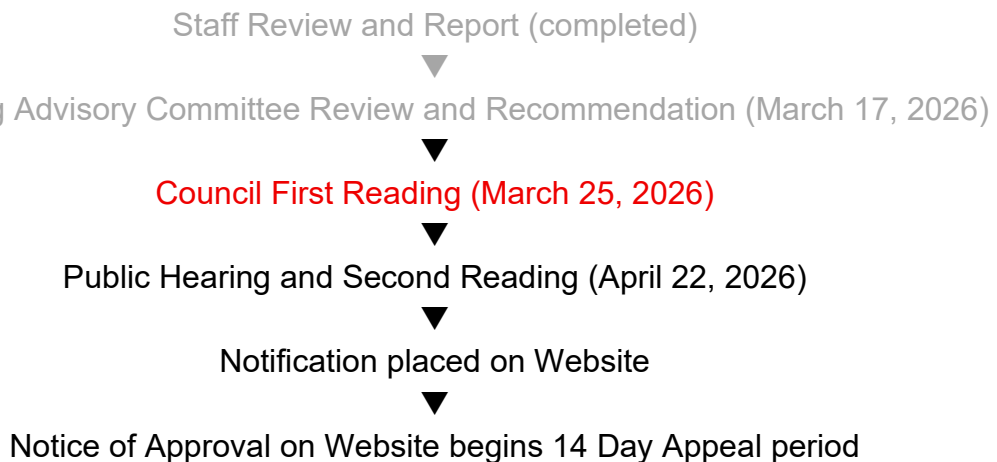 Staff Review and Report (completed)
Advisory Committee Review and Recommendation (March 17, 2026)
Council First Reading (March 25, 2026)
Public Hearing and Second Reading (April 22, 2026)
Notification placed on Website
Notice of Approval on Website begins 14 Day Appeal period